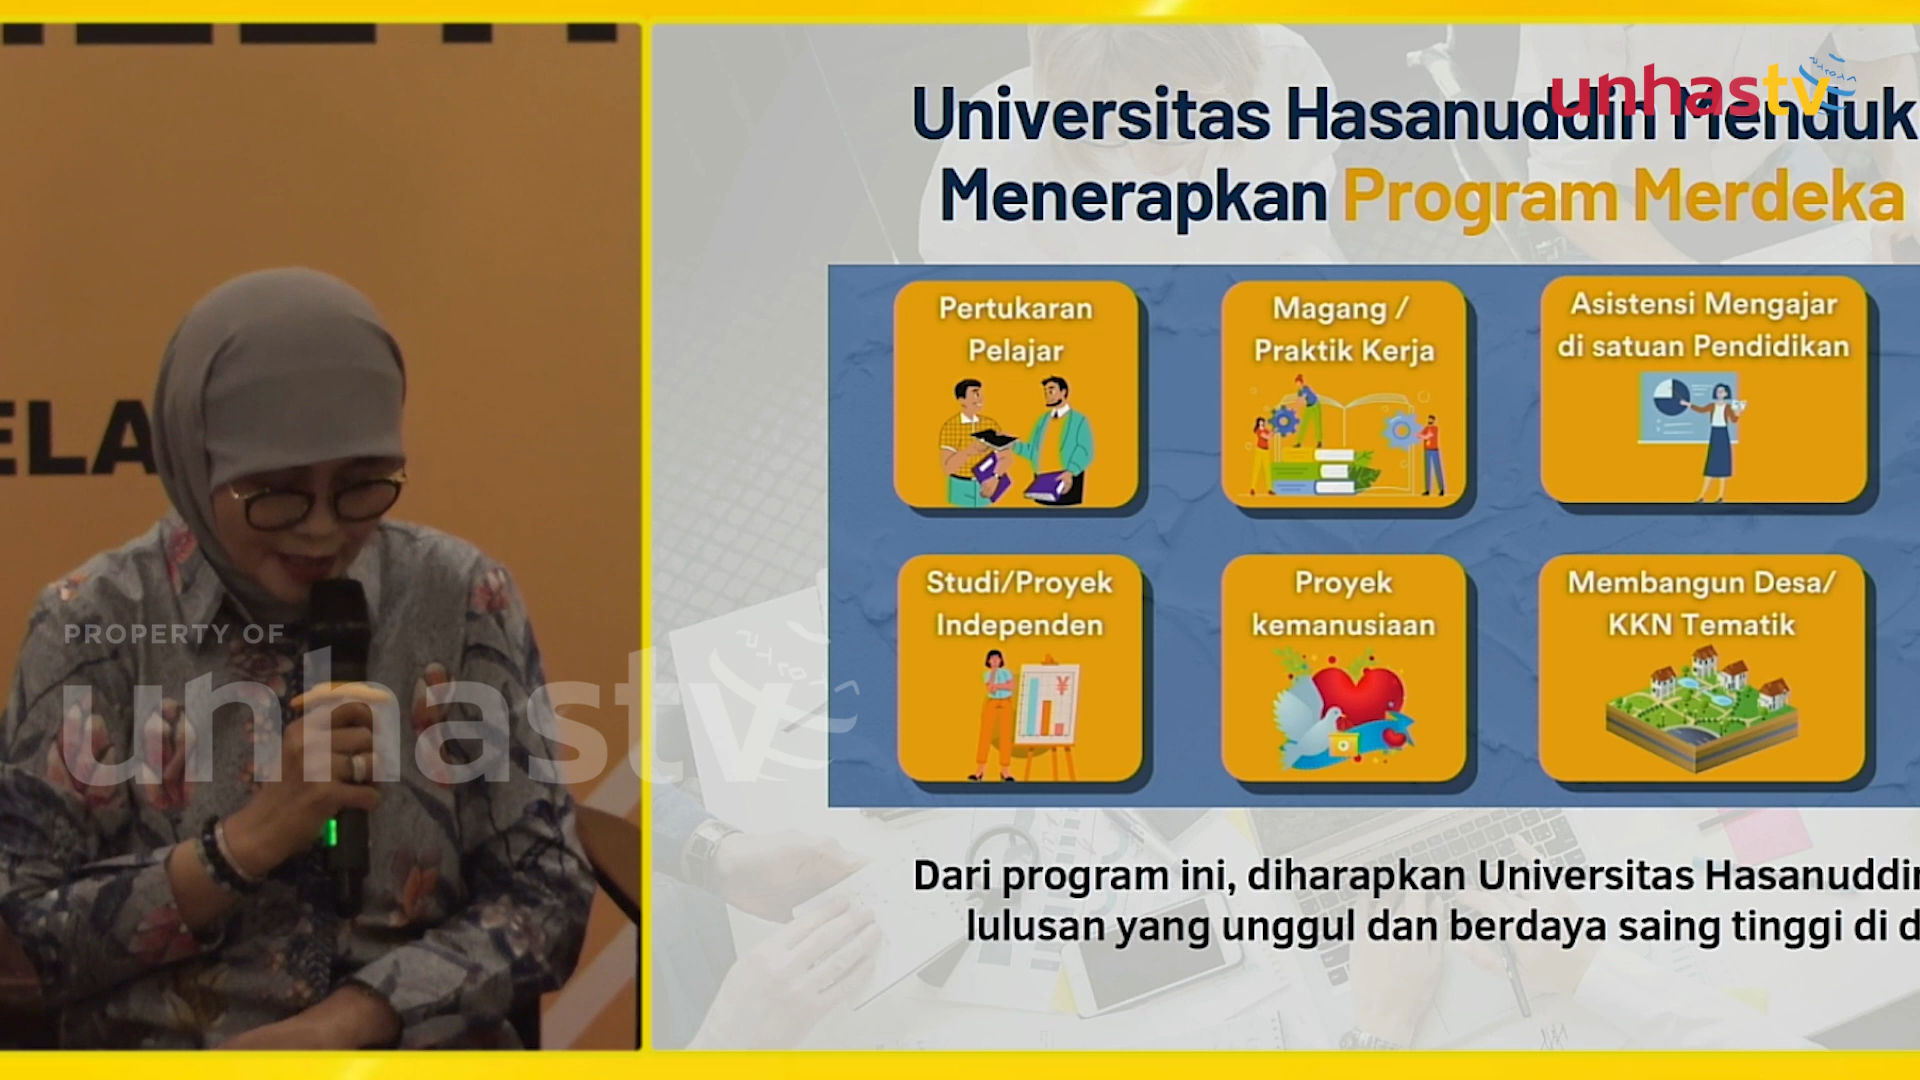 ELA
PROPERTY OF
unhastv
unhastv
Universitas Hasanuddin Menduk
Menerapkan Program Merdeka
Pertukaran
Pelajar
Magang /
Praktik Kerja
Asistensi Mengajar
di satuan Pendidikan
Studi/Proyek
Independen
Proyek
kemanusiaan
Membangun Desa/
KKN Tematik
Dari program ini, diharapkan Universitas Hasanuddin
lulusan yang unggul dan berdaya saing tinggi di d